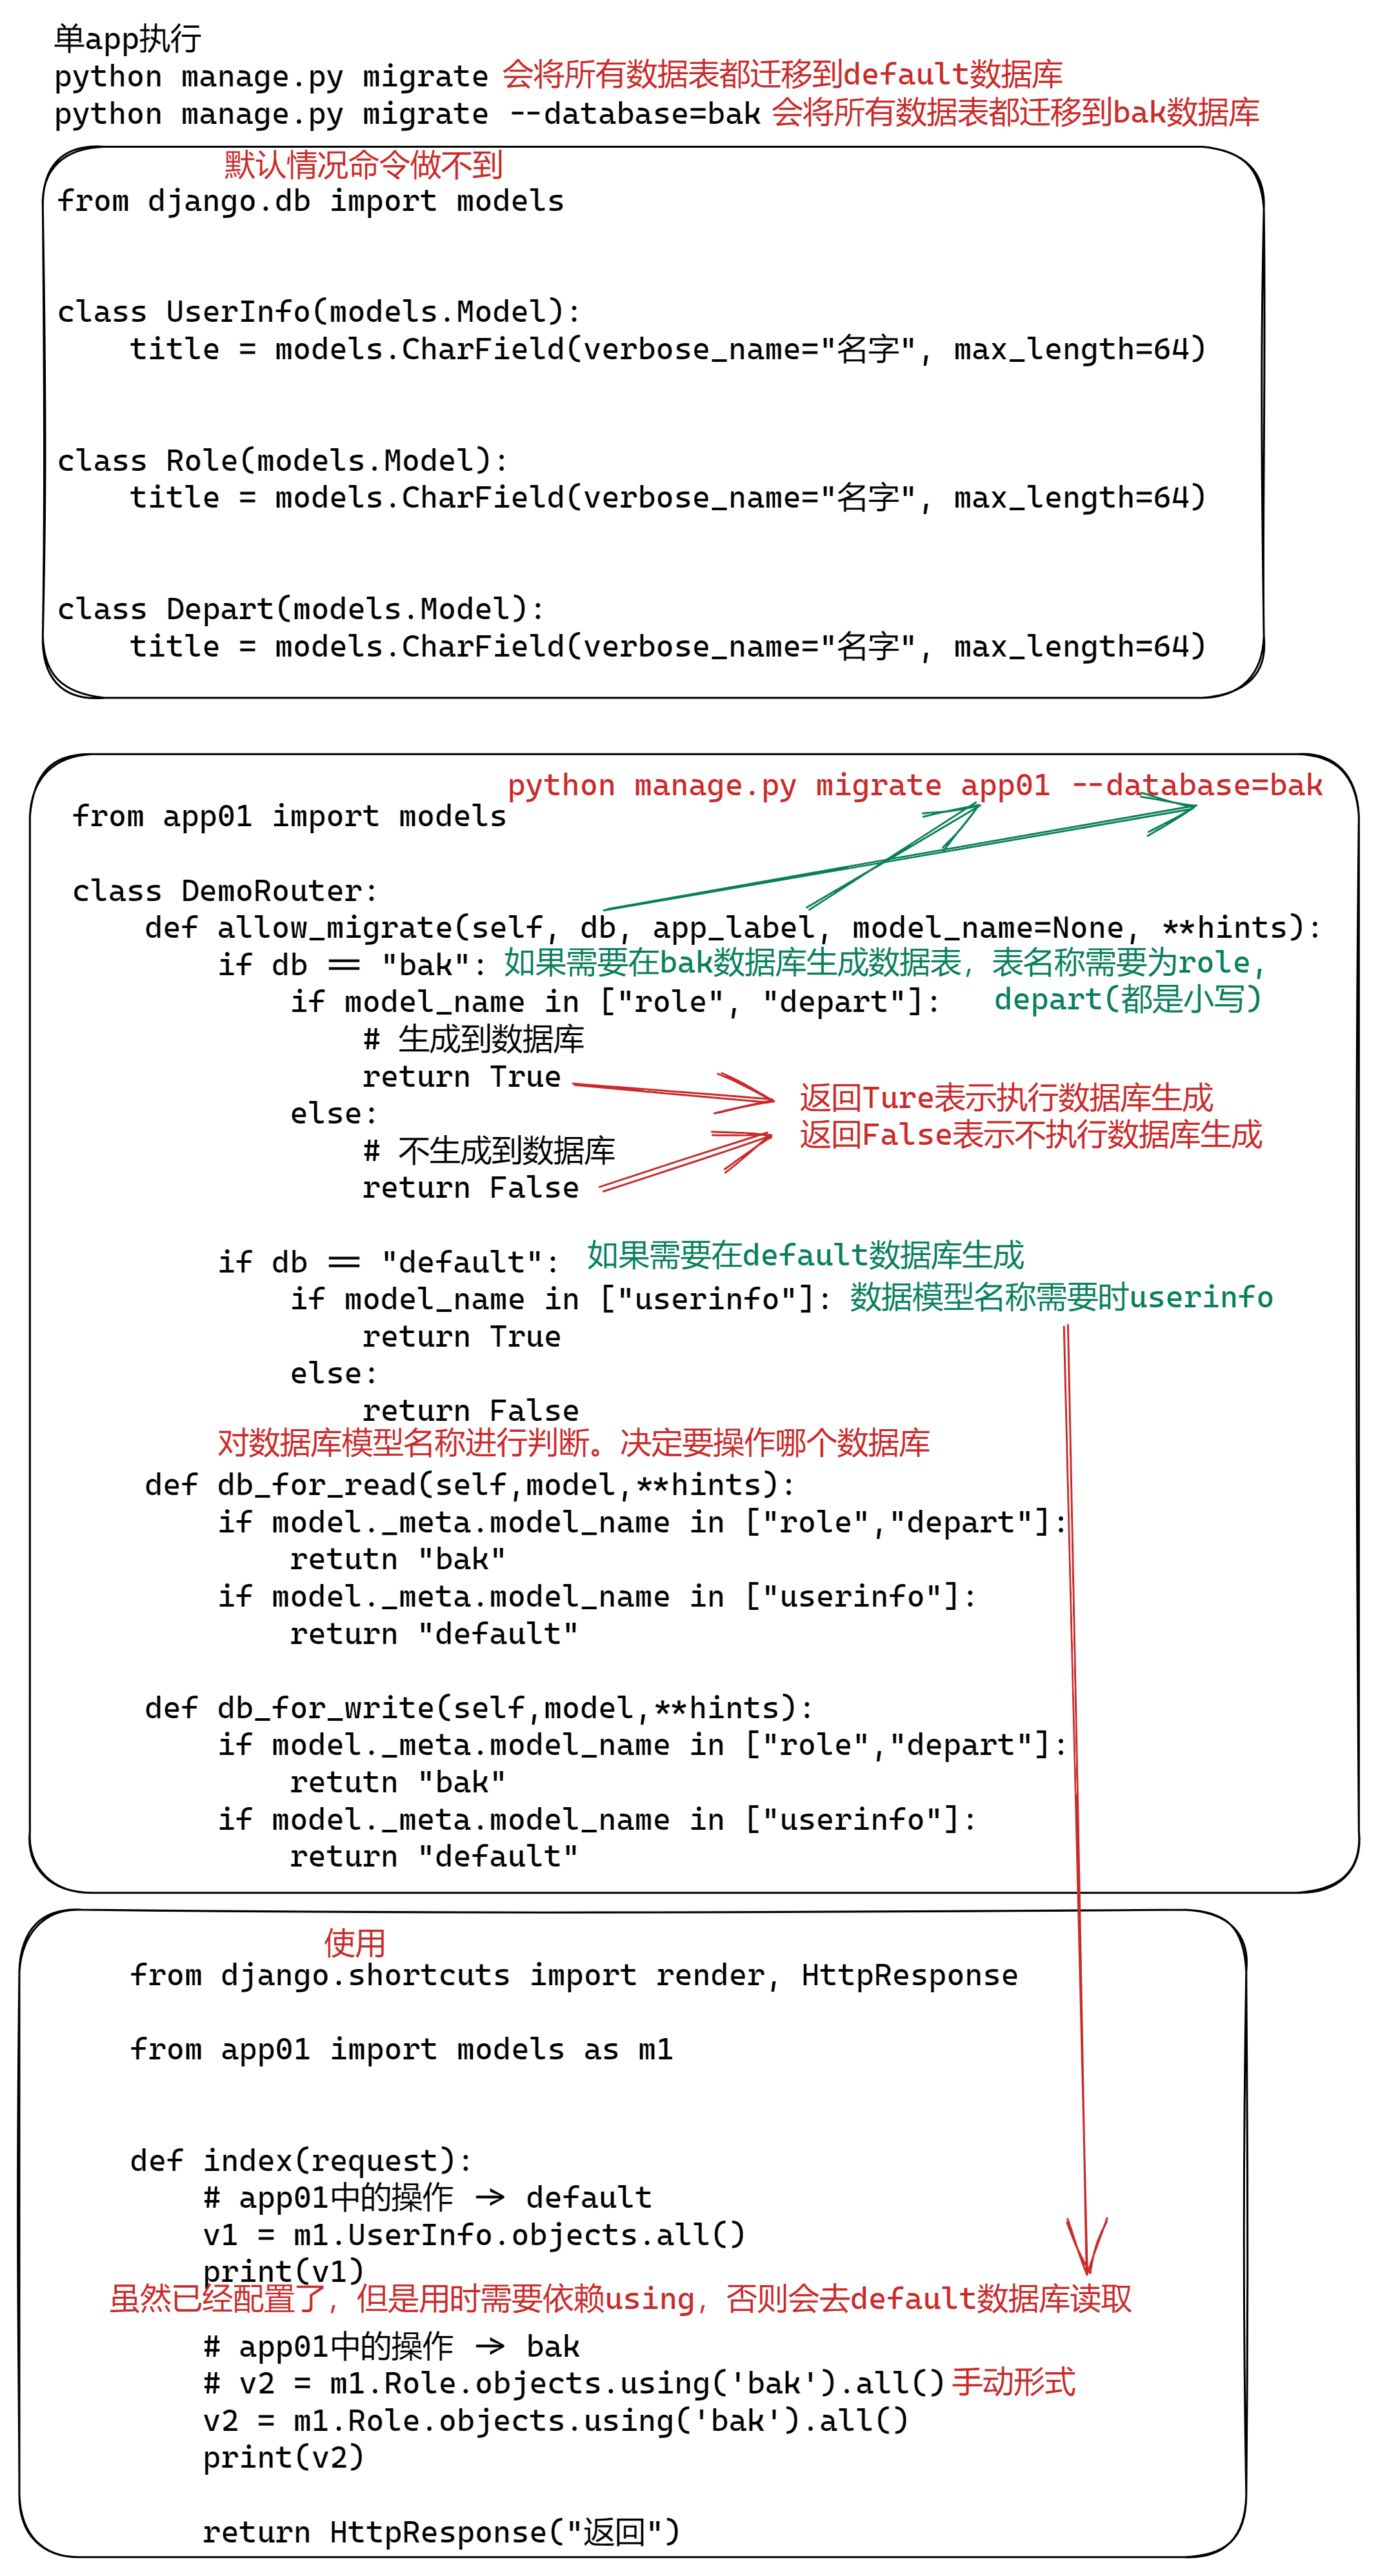 单app执行
python manage.py migrate 会将所有数据表都迁移到default数据库
python manage.py migrate --database=bak 会将所有数据表都迁移到bak数据库
默认情况命令做不到
from django.db import models
class UserInfo(models.Model):
    title = models.CharField(verbose_name="名字", max_length=64)
class Role(models.Model):
    title = models.CharField(verbose_name="名字", max_length=64)
class Depart(models.Model):
    title = models.CharField(verbose_name="名字", max_length=64)
python manage.py migrate app01 --database=bak
from app01 import models
class DemoRouter:
    def allow_migrate(self, db, app_label, model_name=None, **hints):
        if db == "bak": 如果需要在bak数据库生成数据表，表名称需要为role,
            if model_name in ["role", "depart"]: depart(都是小写)
                # 生成到数据库
                return True
返回Ture表示执行数据库生成
            else:
返回False表示不执行数据库生成
                # 不生成到数据库
                return False
        if db == "default": 如果需要在default数据库生成
            if model_name in ["userinfo"]: 数据模型名称需要时userinfo
                return True
            else:
                return False
对数据库模型名称进行判断。决定要操作哪个数据库
    def db_for_read(self,model,**hints):
        if model._meta.model_name in ["role","depart"]:
            retutn "bak"
        if model._meta.model_name in ["userinfo"]:
            return "default"
    def db_for_write(self,model,**hints):
        if model._meta.model_name in ["role","depart"]:
            retutn "bak"
        if model._meta.model_name in ["userinfo"]:
            return "default"
使用
from django.shortcuts import render, HttpResponse
from app01 import models as m1
def index(request):
    # app01中的操作 -> default
    v1 = m1.UserInfo.objects.all()
    print(v1)
虽然已经配置了，但是用时需要依赖using，否则会去default数据库读取
    # app01中的操作 -> bak
    # v2 = m1.Role.objects.using('bak').all() 手动形式
    v2 = m1.Role.objects.using('bak').all()
    print(v2)
    return HttpResponse("返回")